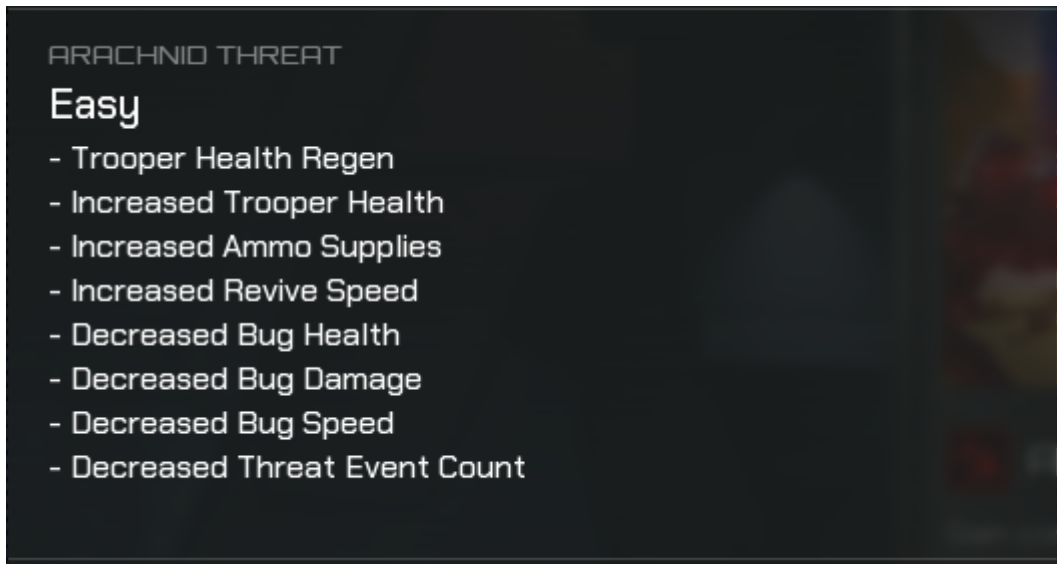 ARACHNID THREAT
Easy
- Trooper Health Regen
- Increased Trooper Health
- Increased Ammo Supplies
- Increased Revive Speed
- Decreased Bug Health
- Decreased Bug Damage
- Decreased Bug Speed
- Decreased Threat Event Count